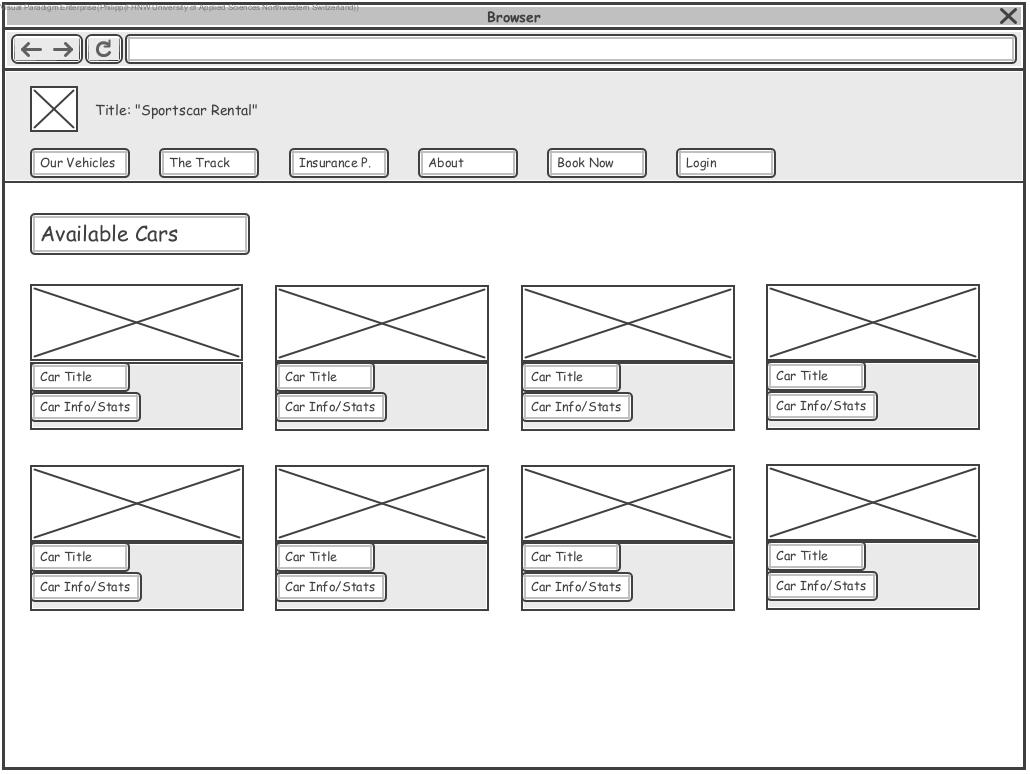 Visual Paradigm Enterprise(Philipp(FHNW University of Applied Sciences Northwestern Switzerland))
Browser
Title: "Sportscar Rental"
Our Vehicles The Track Insurance P. About Book Now Login
Available Cars
Car Title Car Title Car Title Car Title
Car Info/Stats Car Info/Stats Car Info/Stats Car Info/Stats
Car Title Car Title Car Title Car Title
Car Info/Stats Car Info/Stats Car Info/Stats Car Info/Stats